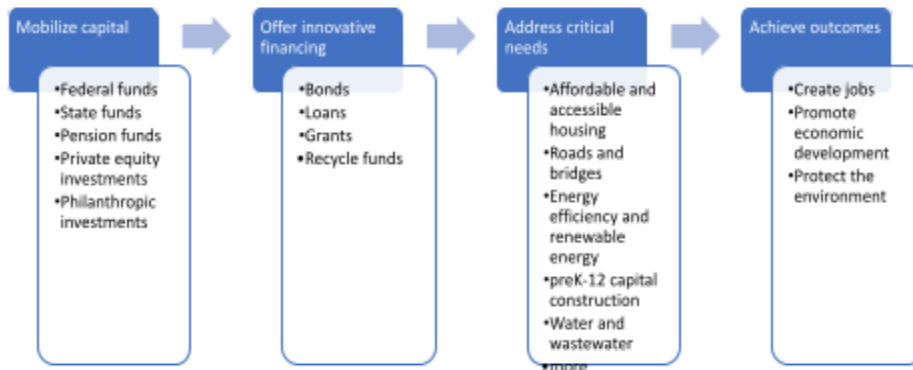 Mobilize capital
•Federal funds
•State funds
•Pension funds
•Private equity
investments
•Philanthropic
investments
Offer innovative
financing
•Bonds
•Loans
•Grants
•Recycle funds
Address critical
needs
•Affordable and
accessible
housing
•Roads and
bridges
•Energy
efficiency and
renewable
energy
•preK-12 capital
construction
•Water and
wastewater
•more
Achieve outcomes
•Create jobs
•Promote
economic
development
•Protect the
environment